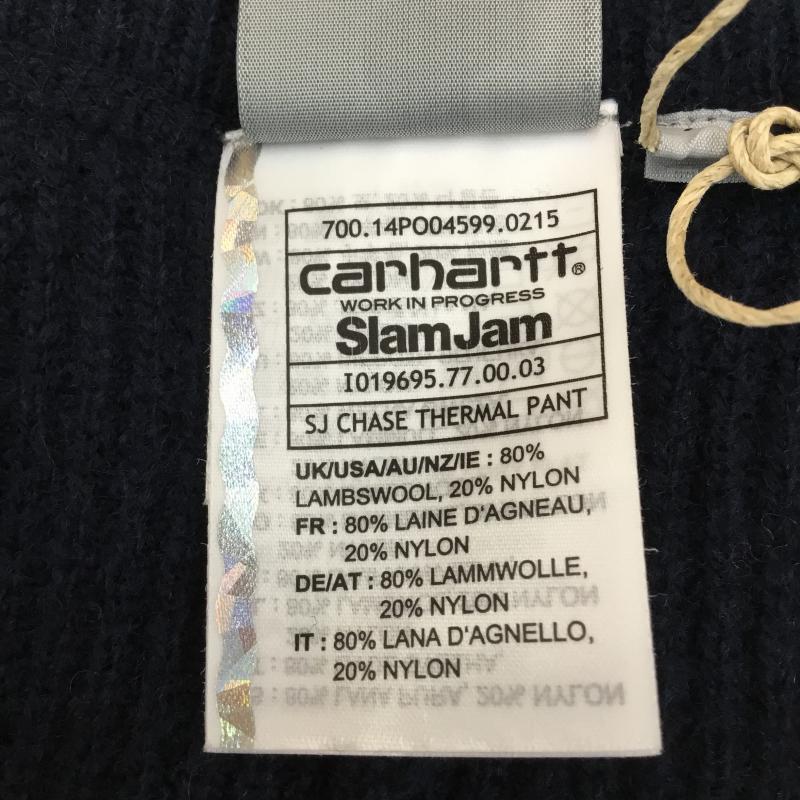 700.14PO04599.0215
carhartt®
WORK IN PROGRESS
SlamJam
I019695.77.00.03
SJ CHASE THERMAL PANT
UK/USA/AU/NZ/IE : 80%
LAMBSWOOL, 20% NYLON
FR : 80% LAINE D'AGNEAU,
20% NYLON
DE/AT : 80% LAMMWOLLE,
20% NYLON
IT : 80% LANA D'AGNELLO,
20% NYLON